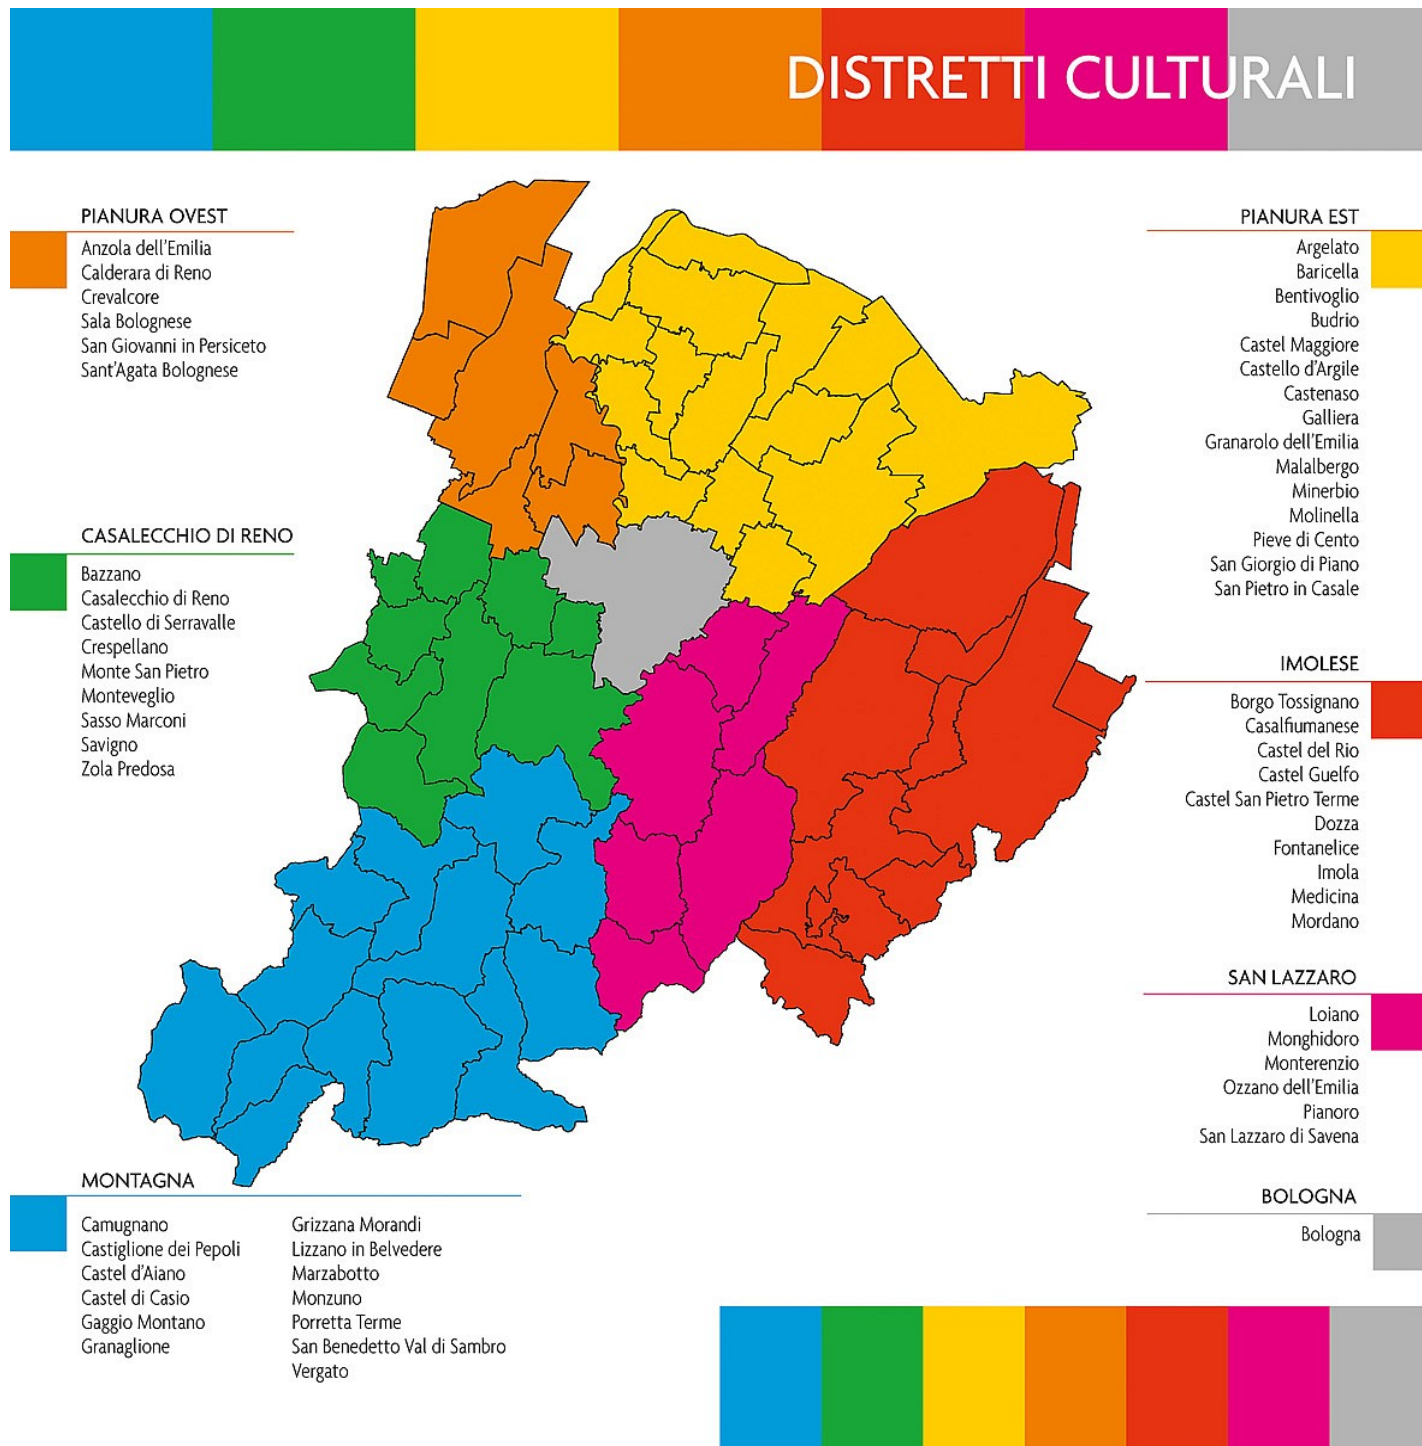 DISTRETTI CULTURALI
PIANURA OVEST
Anzola dell'Emilia
Calderara di Reno
Crevalcore
Sala Bolognese
San Giovanni in Persiceto
Sant'Agata Bolognese
CASALECCHIO DI RENO
Bazzano
Casalecchio di Reno
Castello di Serravalle
Crespellano
Monte San Pietro
Monteveglio
Sasso Marconi
Savigno
Zola Predosa
MONTAGNA
Camugnano
Castiglione dei Pepoli
Castel d'Aiano
Castel di Casio
Gaggio Montano
Granaglione
Grizzana Morandi
Lizzano in Belvedere
Marzabotto
Monzuno
Porretta Terme
San Benedetto Val di Sambro
Vergato
PIANURA EST
Argelato
Baricella
Bentivoglio
Budrio
Castel Maggiore
Castello d'Argile
Castenaso
Galliera
Granarolo dell'Emilia
Malalbergo
Minerbio
Molinella
Pieve di Cento
San Giorgio di Piano
San Pietro in Casale
IMOLESE
Borgo Tossignano
Casalfiumanese
Castel del Rio
Castel Guelfo
Castel San Pietro Terme
Dozza
Fontanelice
Imola
Medicina
Mordano
SAN LAZZARO
Loiano
Monghidoro
Monterenzio
Ozzano dell'Emilia
Pianoro
San Lazzaro di Savena
BOLOGNA
Bologna